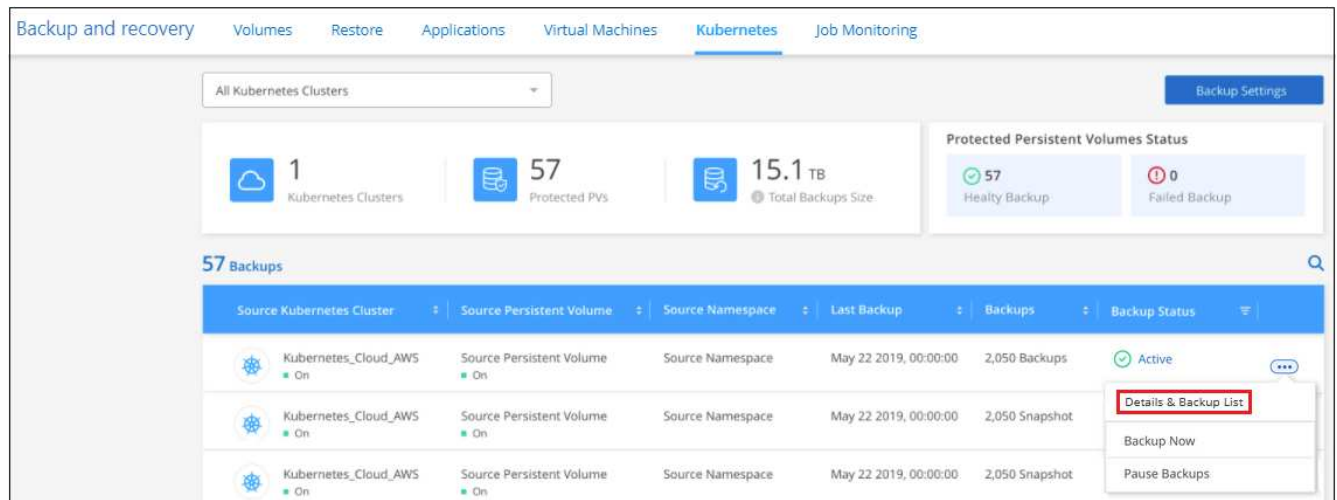 Backup and recovery Volumes Restore Applications Virtual Machines Kubernetes Job Monitoring
All Kubernetes Clusters Backup Settings
Protected Persistent Volumes Status
1 57 15.1 TB 57 0
Kubernetes Clusters Protected PVs Total Backups Size Healty Backup Failed Backup
57 Backups
Source Kubernetes Cluster Source Persistent Volume Source Namespace Last Backup Backups Backup Status
Kubernetes_Cloud_AWS Source Persistent Volume Source Namespace May 22 2019, 00:00:00 2,050 Backups Active
On On
Details & Backup List
Kubernetes_Cloud_AWS Source Persistent Volume Source Namespace May 22 2019, 00:00:00 2,050 Snapshot
On On
Backup Now
Kubernetes_Cloud_AWS Source Persistent Volume Source Namespace May 22 2019, 00:00:00 2,050 Snapshot Pause Backups
On On